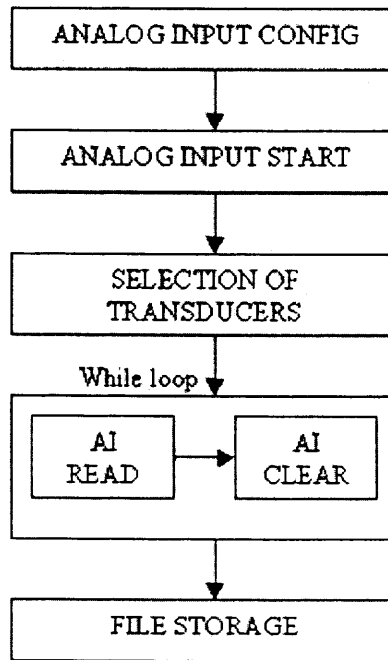 ANALOG INPUT CONFIG
ANALOG INPUT START
SELECTION OF
TRANSDUCERS
While loop
AI
READ
AI
CLEAR
FILE STORAGE